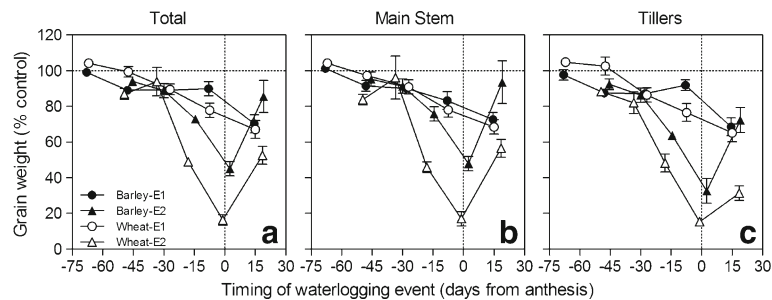 Total Main Stem Tillers
Grain weight (% control)
120
100
80
60
40
20
0
Barley-E1
Barley-E2
Wheat-E1
Wheat-E2
a b c
-75 -60 -45 -30 -15 0 15 30 -75 -60 -45 -30 -15 0 15 30 -75 -60 -45 -30 -15 0 15 30
Timing of waterlogging event (days from anthesis)